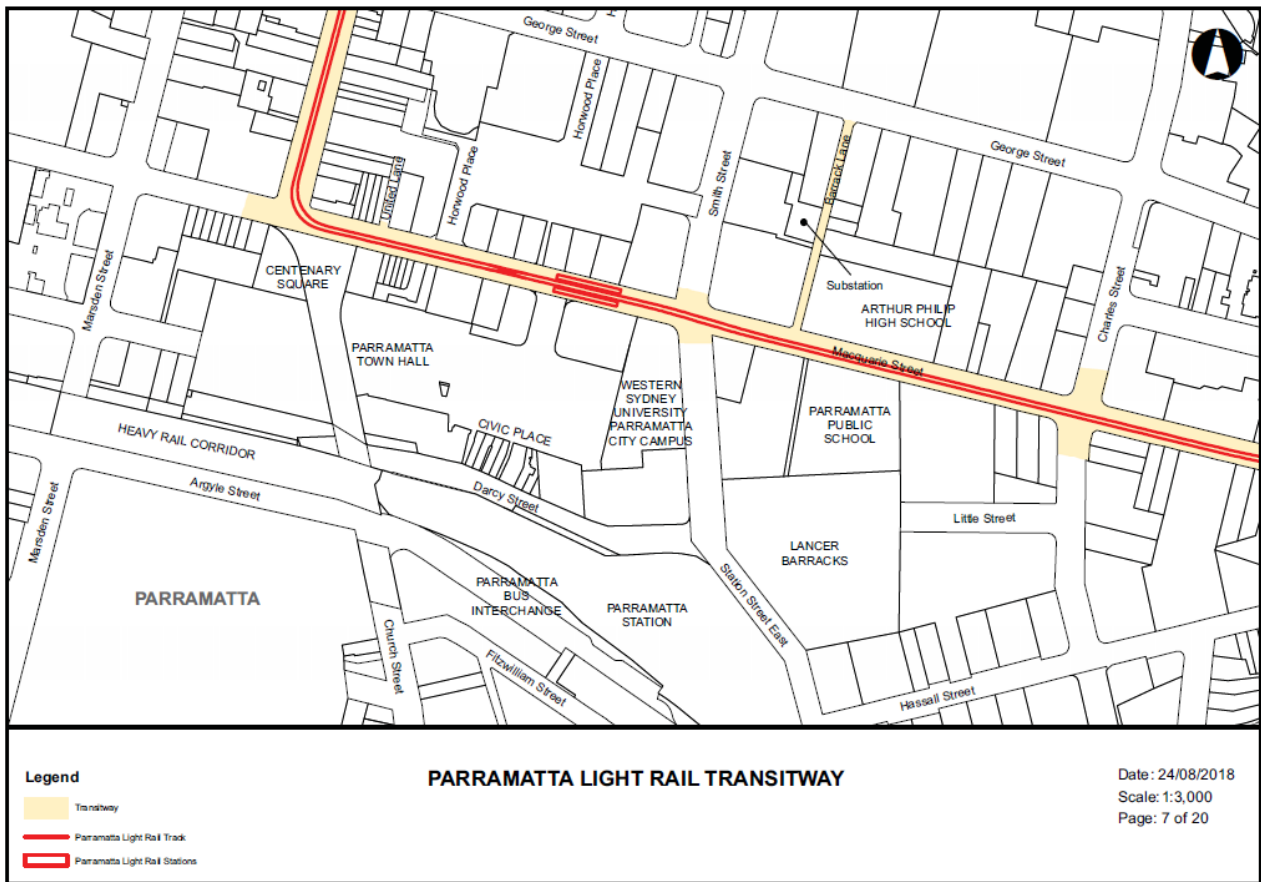 George Street
H
Horwood Place
Barrack Lane
George Street
United Lane
Horwood Place
Smith Street
Substation
Marsden Street
CENTENARY
SQUARE
ARTHUR PHILIP
HIGH SCHOOL
Charles Street
PARRAMATTA
TOWN HALL
Macquarie Street
WESTERN
SYDNEY
UNIVERSITY
PARRAMATTA
CITY CAMPUS
PARRAMATTA
PUBLIC
SCHOOL
CIVIC PLACE
HEAVY RAIL CORRIDOR
Argyle Street
Darcy Street
Marsden Street
Little Street
LANCER
BARRACKS
PARRAMATTA
PARRAMATTA
BUS
INTERCHANGE
PARRAMATTA
STATION
Station Street East
Church Street
Fitzwilliam Street
Hassall Street
Legend
Transitway
Parramatta Light Rail Track
Parramatta Light Rail Stations
PARRAMATTA LIGHT RAIL TRANSITWAY
Date: 24/08/2018
Scale: 1:3,000
Page: 7 of 20